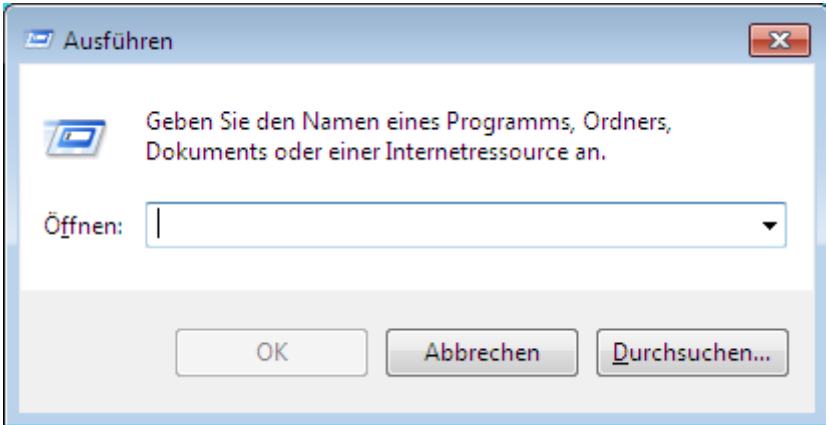 Ausführen
Geben Sie den Namen eines Programms, Ordners,
Dokuments oder einer Internetressource an.
Öffnen:
OK Abbrechen Durchsuchen...